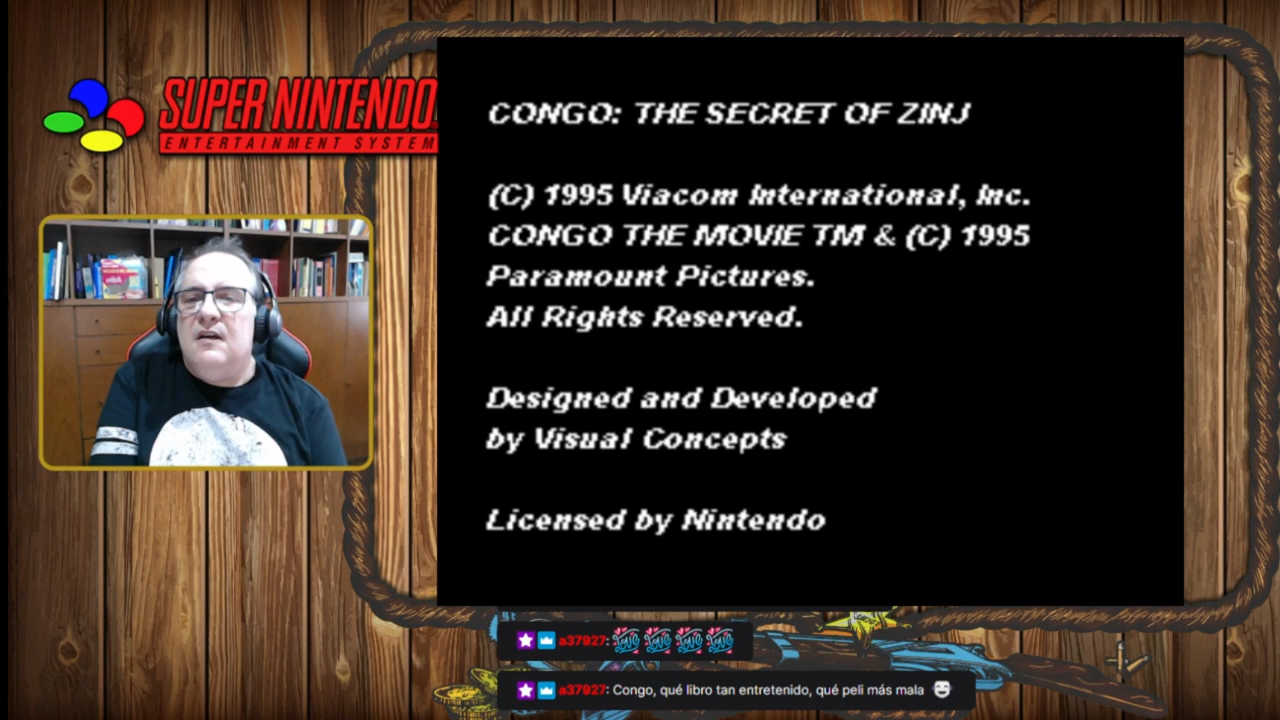 SUPER NINTENDO
ENTERTAINMENT SYSTEM
CONGO: THE SECRET OF ZINJ
(C) 1995 Viacom International, Inc.
CONGO THE MOVIE TM & (C) 1995
Paramount Pictures.
All Rights Reserved.
Designed and Developed
by Visual Concepts
Licensed by Nintendo
a37927:
a37927: Congo, qué libro tan entretenido, qué peli más mala